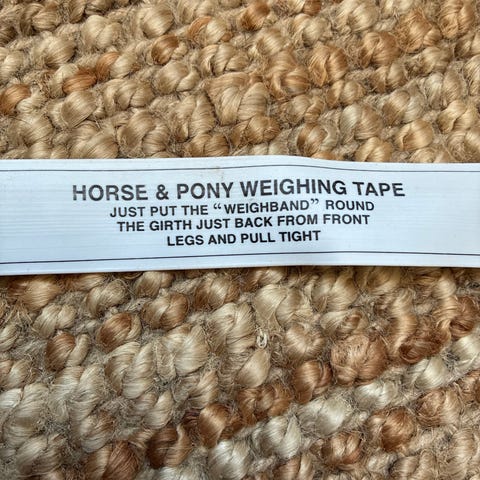 HORSE & PONY WEIGHING TAPE
JUST PUT THE “WEIGHBAND” ROUND
THE GIRTH JUST BACK FROM FRONT
LEGS AND PULL TIGHT